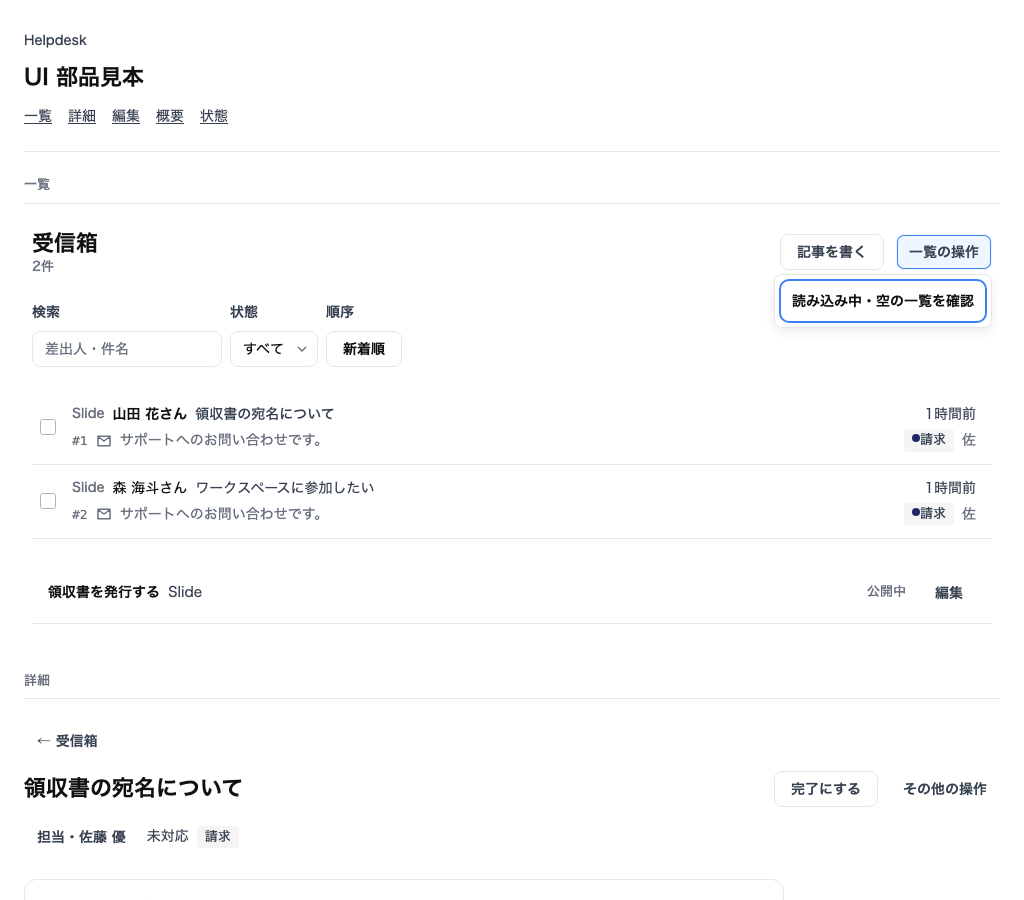 Helpdesk
UI 部品見本
一覧 詳細 編集 概要 状態
一覧
受信箱
2件
記事を書く 一覧の操作
読み込み中・空の一覧を確認
検索 状態 順序
差出人・件名 すべて 新着順
Slide 山田 花さん 領収書の宛名について 1時間前
#1 サポートへのお問い合わせです。 請求 佐
Slide 森 海斗さん ワークスペースに参加したい 1時間前
#2 サポートへのお問い合わせです。 請求 佐
領収書を発行する Slide 公開中 編集
詳細
← 受信箱
領収書の宛名について 完了にする その他の操作
担当・佐藤 優 未対応 請求